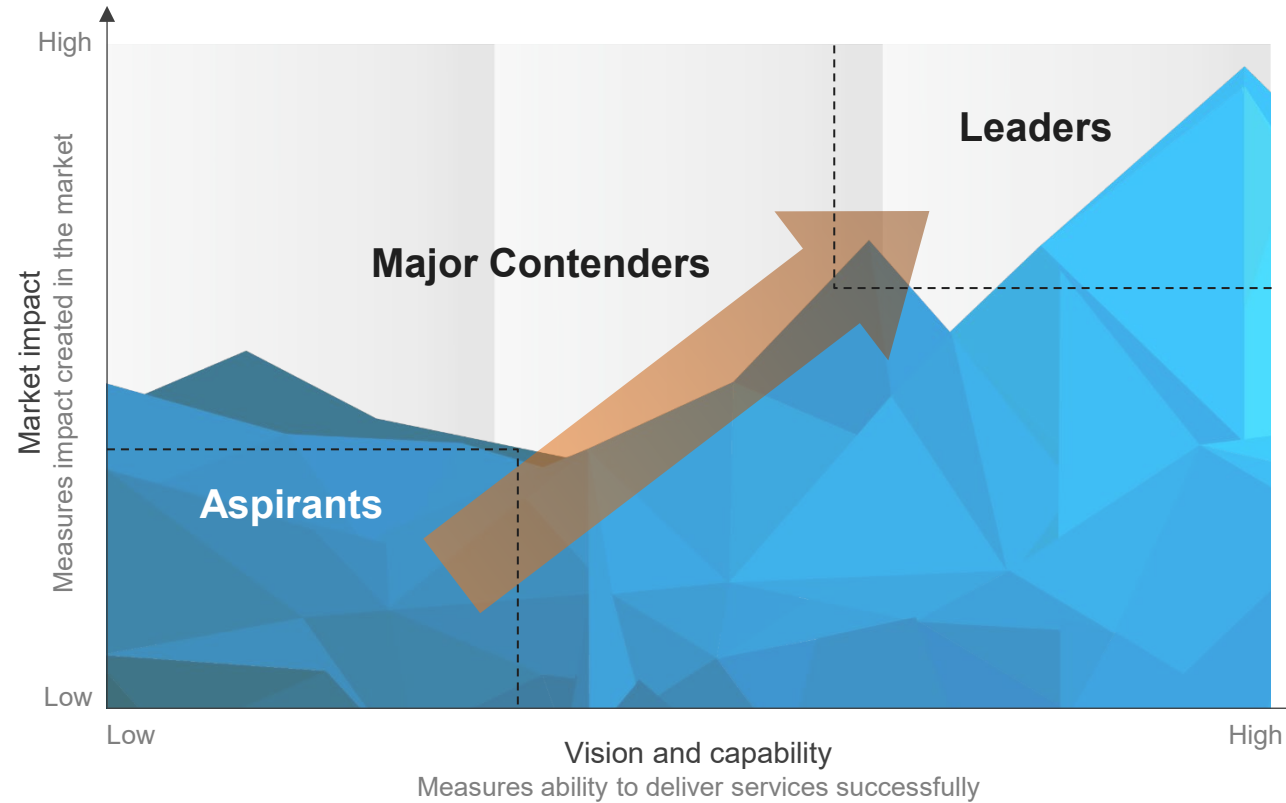 High
Leaders
Major Contenders
Market impact
Measures impact created in the market
Aspirants
Low
Low
High
Vision and capability
Measures ability to deliver services successfully